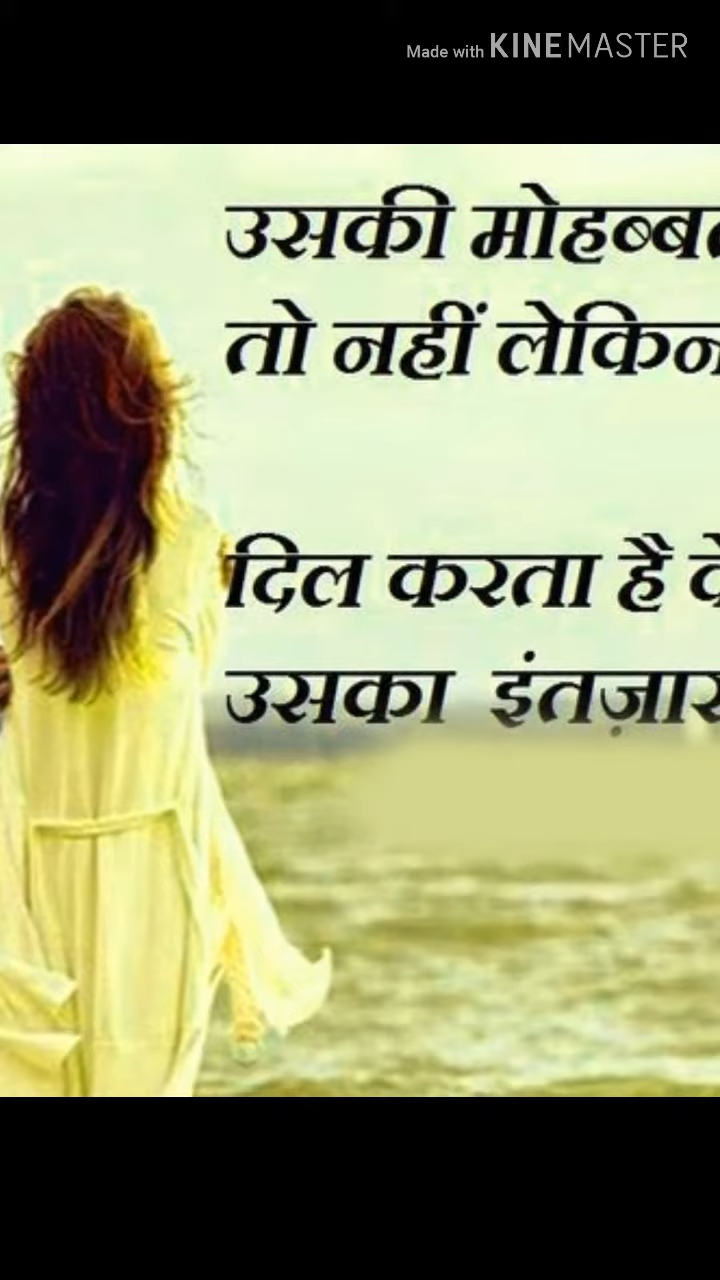 Made with KINEMASTER
उसकी
तो नहीं लेकिन
दिल करता है
उसका इंतज़ार